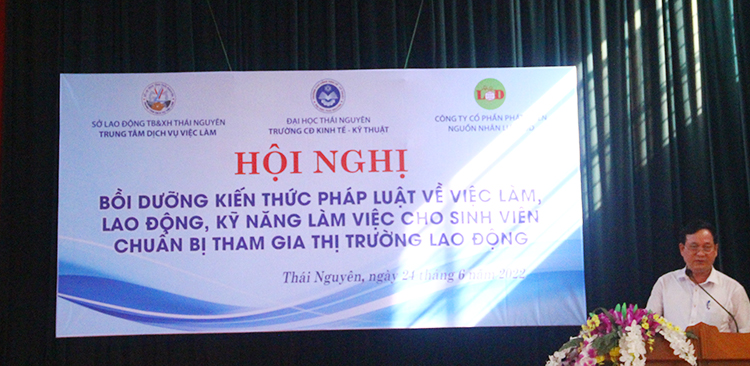 SỞ LAO ĐỘNG TB&XH THÁI NGUYÊN
TRUNG TÂM DỊCH VỤ VIỆC LÀM
ĐẠI HỌC THÁI NGUYÊN
TRƯỜNG CĐ KINH TẾ - KỸ THUẬT
CÔNG TY CỔ PHẦN PHÁT TRIỂN
NGUỒN NHÂN LỰC
HỘI NGHỊ
BỒI DƯỠNG KIẾN THỨC PHÁP LUẬT VỀ VIỆC LÀM,
LAO ĐỘNG, KỸ NĂNG LÀM VIỆC CHO SINH VIÊN
CHUẨN BỊ THAM GIA THỊ TRƯỜNG LAO ĐỘNG
Thái Nguyên, ngày 24 tháng 6 năm 2022